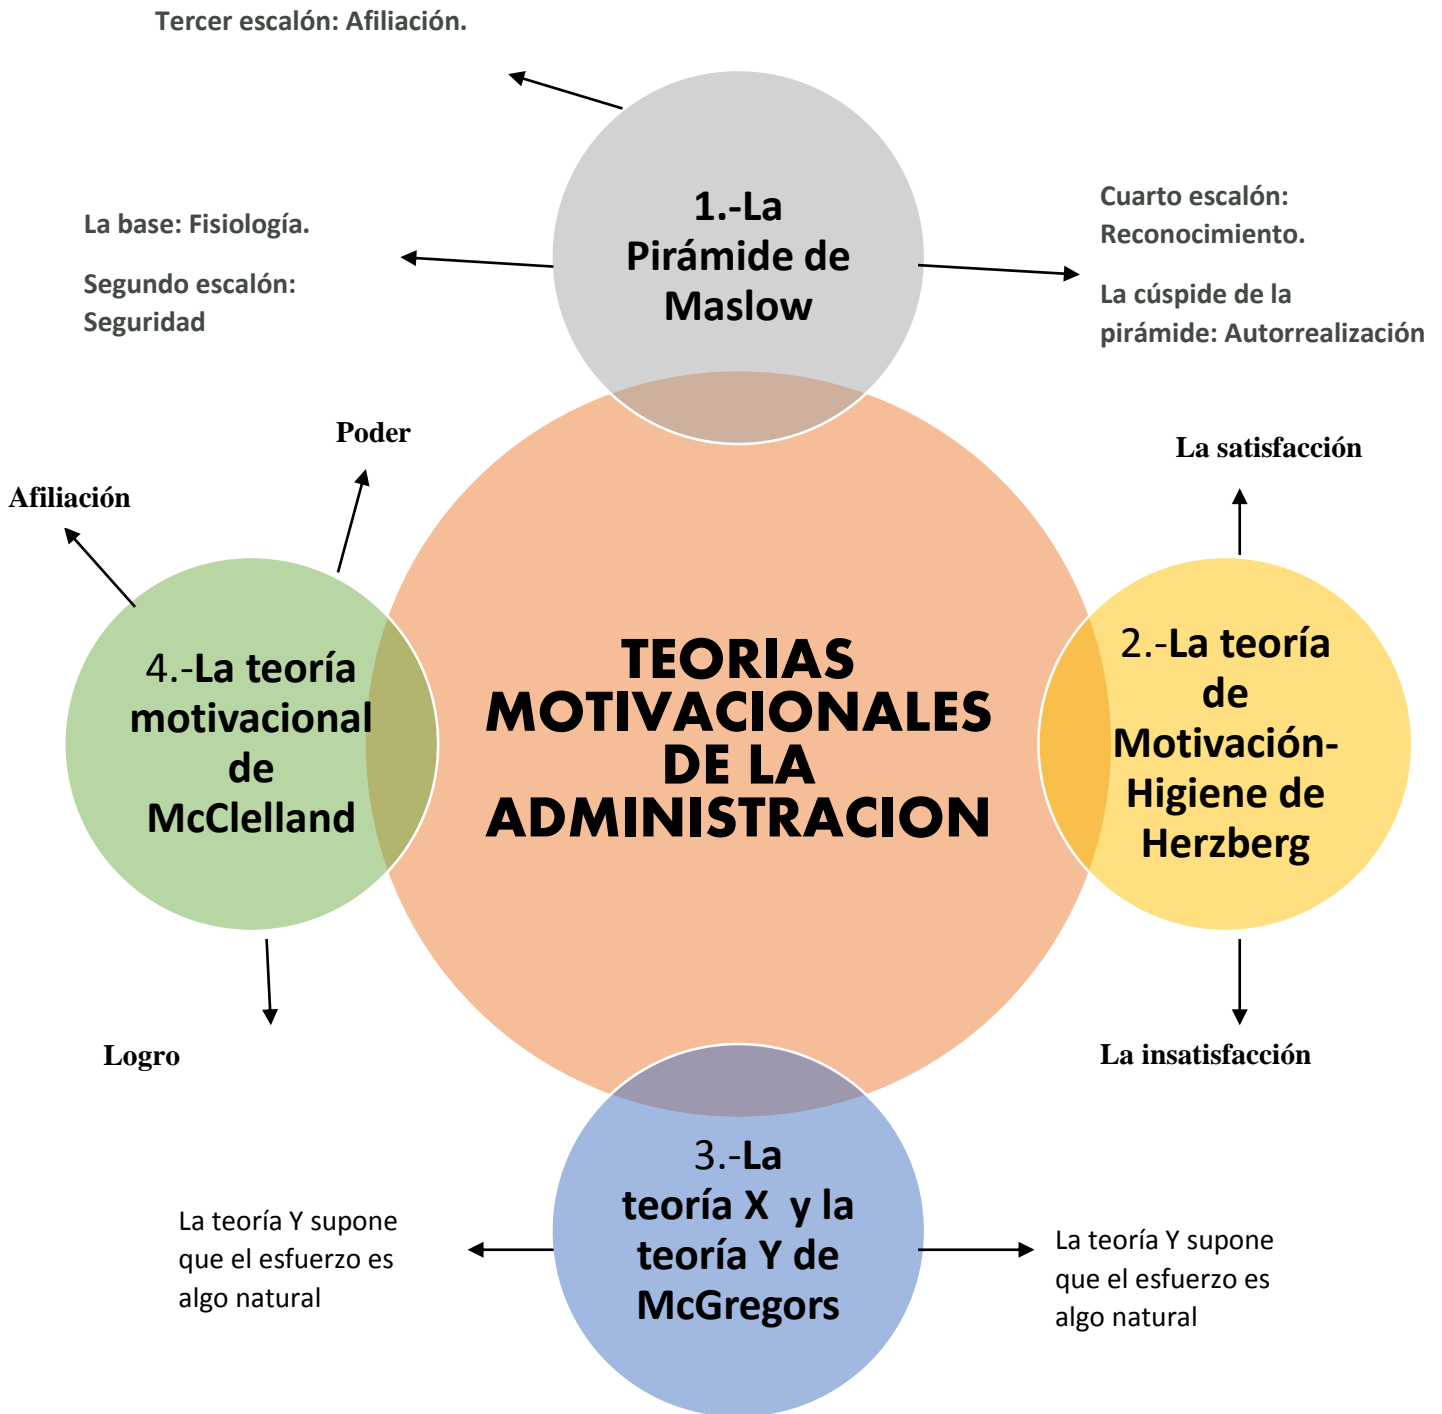 Tercer escalón: Afiliación.
1.-La
Pirámide de
Maslow
La base: Fisiología.
Segundo escalón:
Seguridad
Cuarto escalón:
Reconocimiento.
La cúspide de la
pirámide: Autorrealización
Poder
Afiliación
La satisfacción
4.-La teoría
motivacional
de
McClelland
TEORIAS
MOTIVACIONALES
DE LA
ADMINISTRACION
2.-La teoría
de
Motivación-
Higiene de
Herzberg
Logro
La insatisfacción
3.-La
teoría X y la
teoría Y de
McGregors
La teoría Y supone
que el esfuerzo es
algo natural
La teoría Y supone
que el esfuerzo es
algo natural